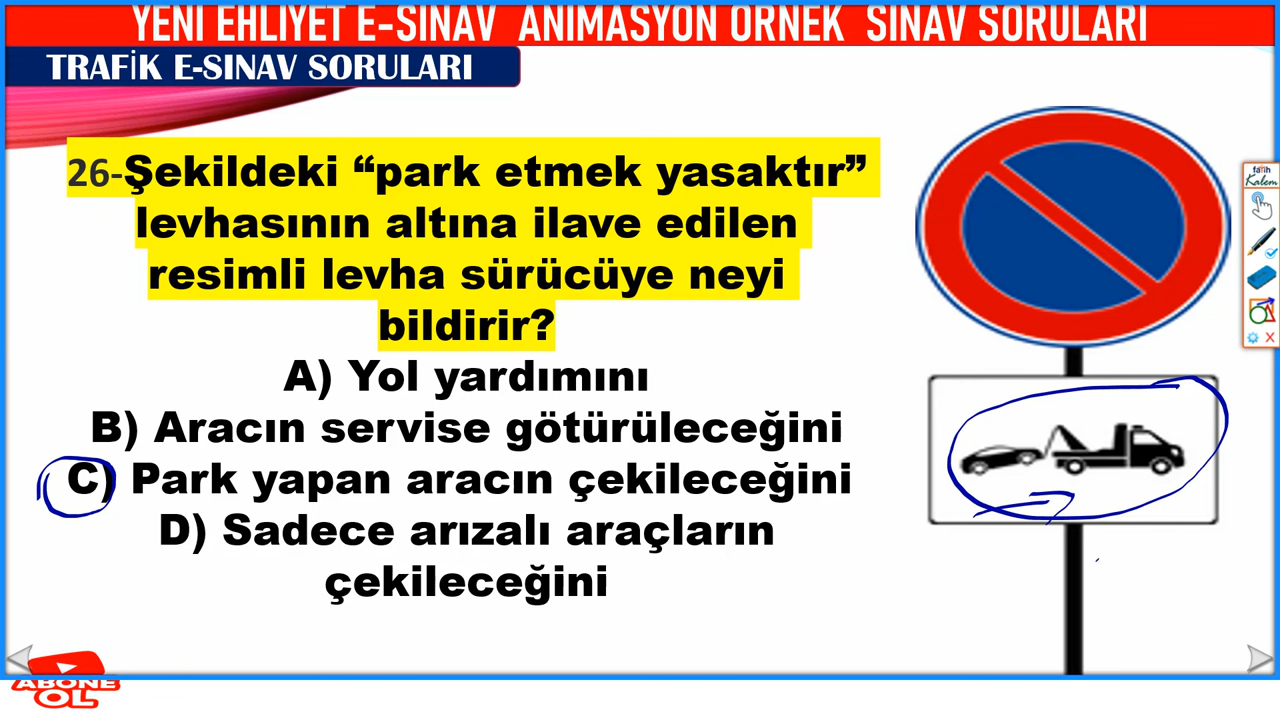 YENİ EHLİYET E-SINAV ANİMASYON ÖRNEK SINAV SORULARI
TRAFİK E-SINAV SORULARI
26-Şekildeki “park etmek yasaktır”
levhasının altına ilave edilen
resimli levha sürücüye neyi
bildirir?
A) Yol yardımını
B) Aracın servise götürüleceğini
C) Park yapan aracın çekileceğini
D) Sadece arızalı araçların
çekileceğini
fatih
Kalem
ABONE
OL